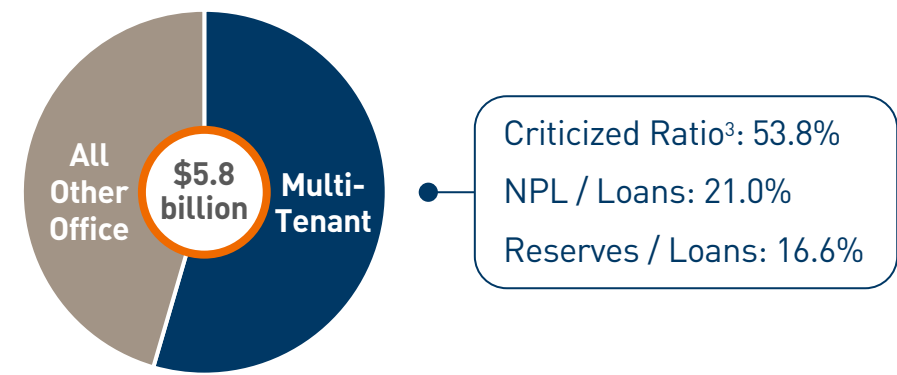 All
Other
Office
$5.8
billion
Multi-
Tenant
Criticized Ratio³: 53.8%
NPL / Loans: 21.0%
Reserves / Loans: 16.6%